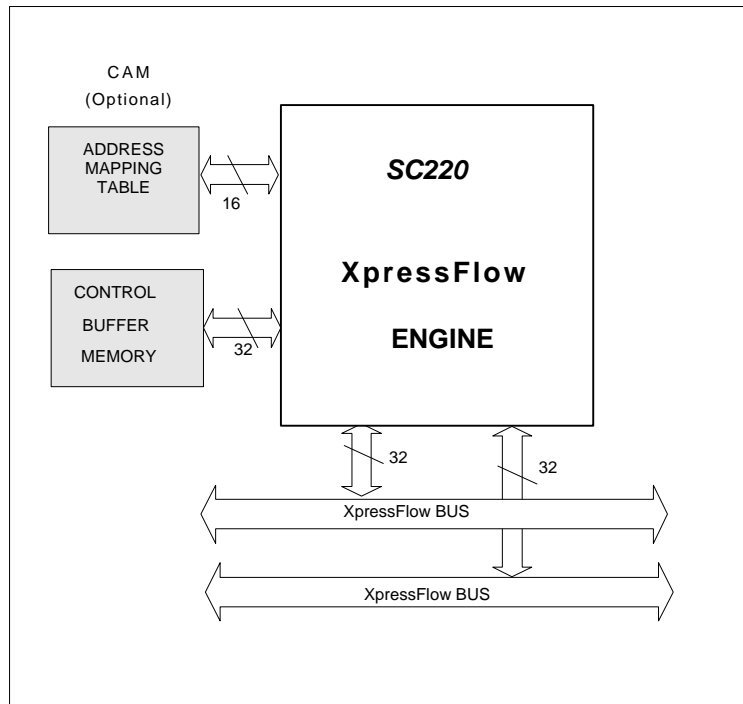 CAM
(Optional)
ADDRESS
MAPPING
TABLE
16
SC220
XpressFlow
ENGINE
CONTROL
BUFFER
MEMORY
32
32
32
XpressFlow BUS
XpressFlow BUS